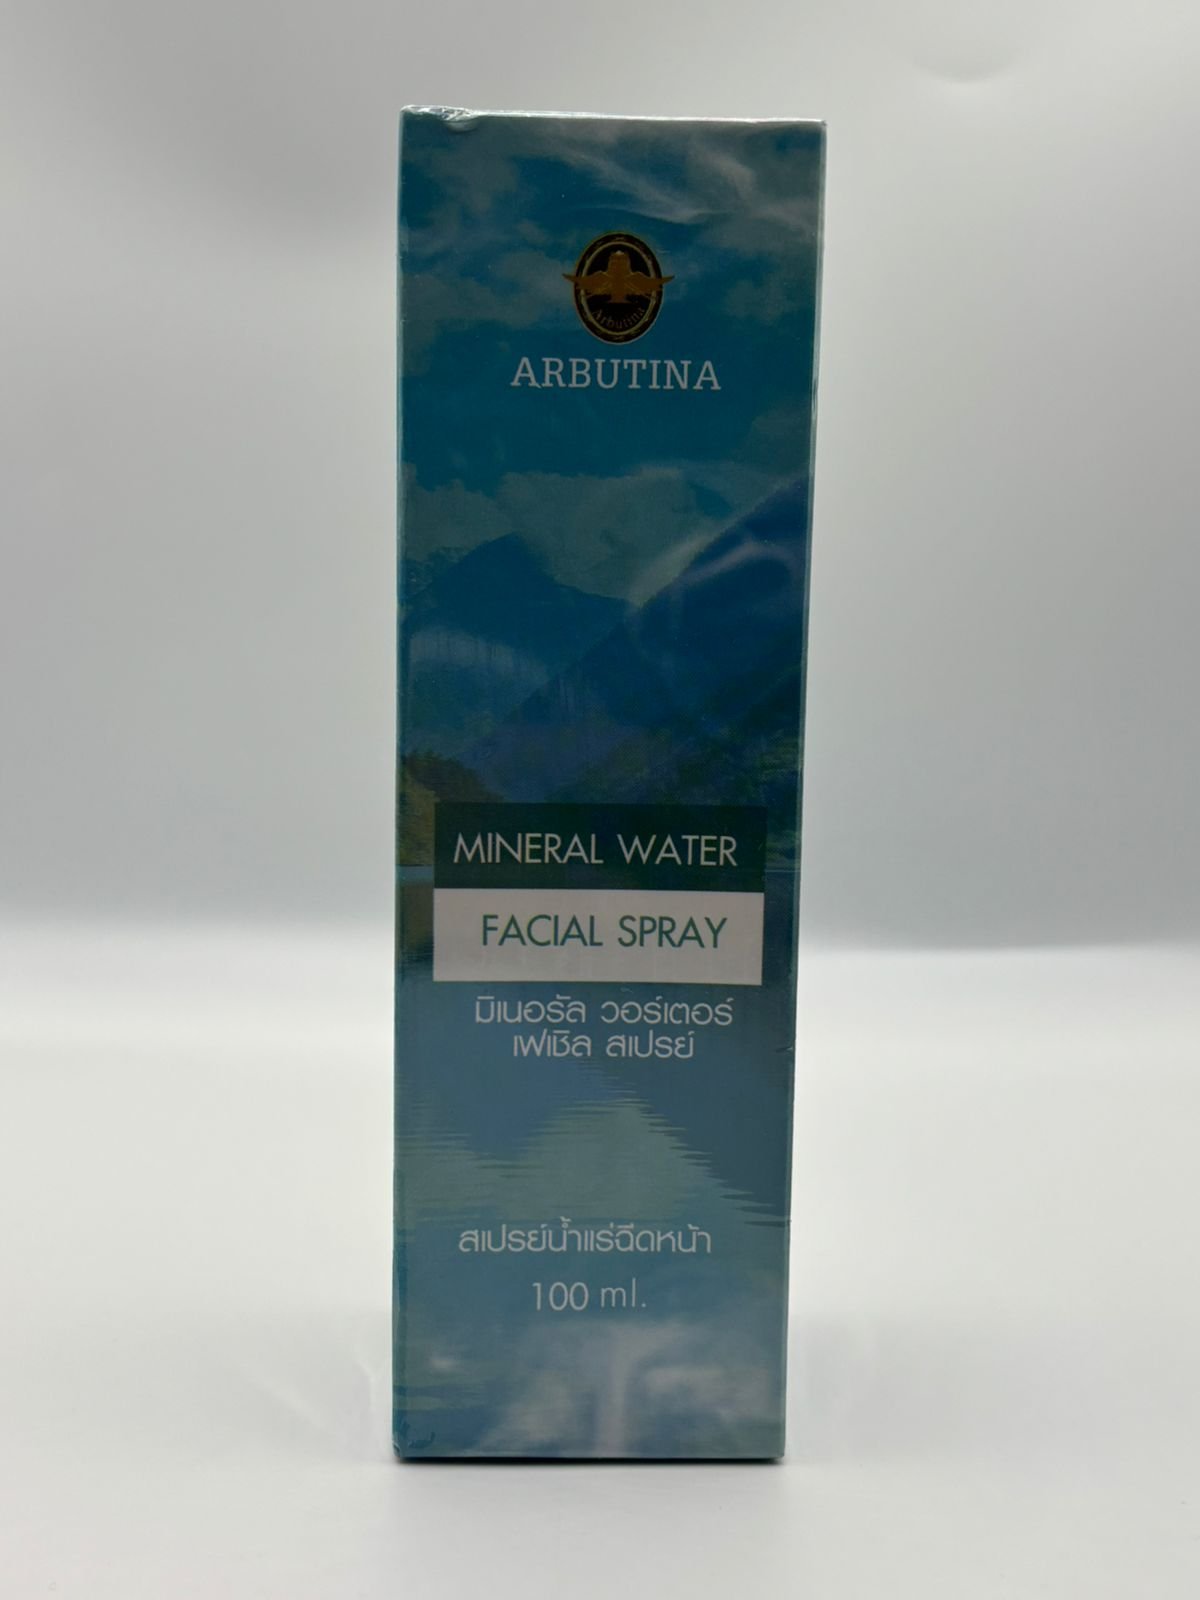 Arbutina
ARBUTINA
MINERAL WATER
FACIAL SPRAY
มิเนอรัล วอร์เตอร์
เฟเชิล สเปรย์
สเปรย์น้ำแร่ฉีดหน้า
100 ml.